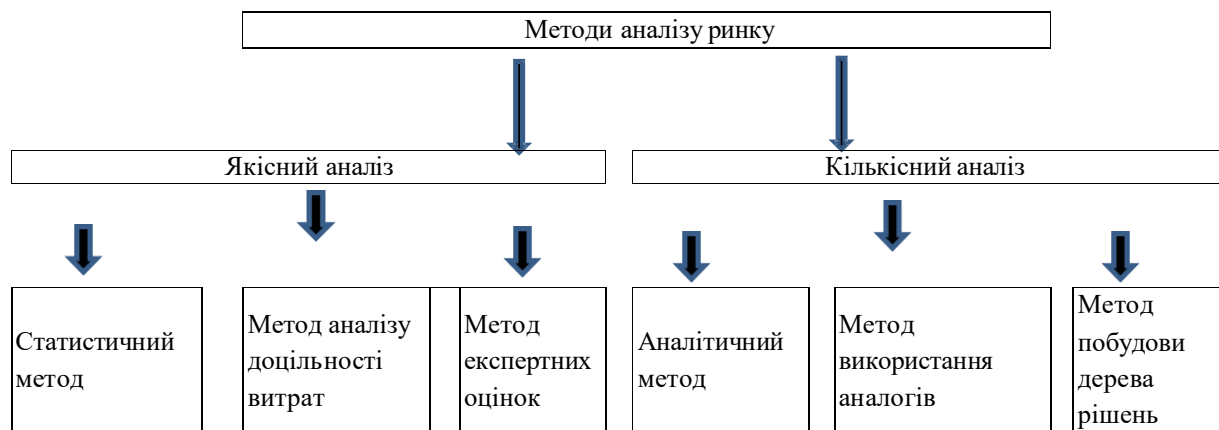 Методи аналізу ринку
Якісний аналіз
Кількісний аналіз
Статистичний
метод
Метод аналізу
доцільності
витрат
Метод
експертних
оцінок
Аналітичний
метод
Метод
використання
аналогів
Метод
побудови
дерева
рішень